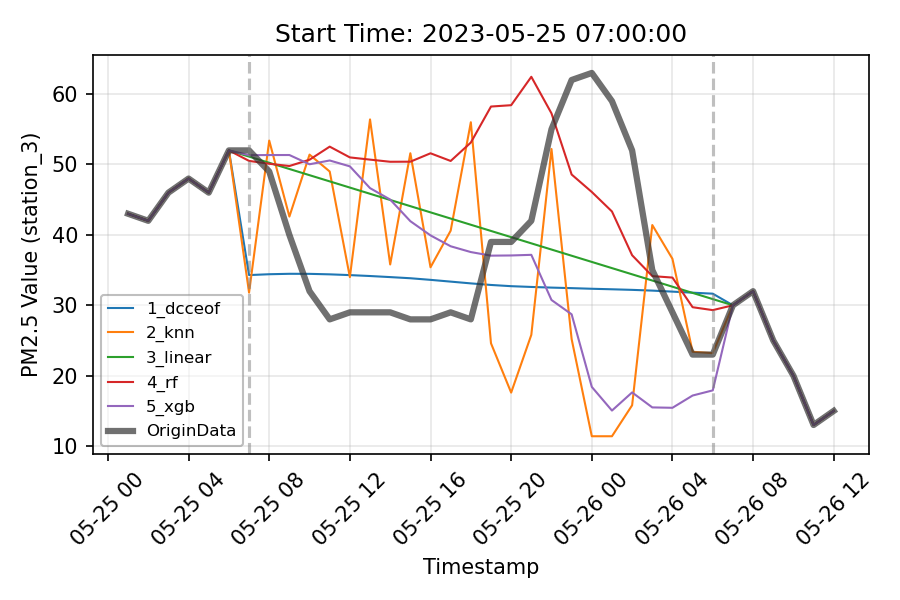 Start Time: 2023-05-25 07:00:00
PM2.5 Value (station_3)
60
50
40
30
20
10
1_dcceof
2_knn
3_linear
4_rf
5_xgb
OriginData
05-25 00
05-25 04
05-25 08
05-25 12
05-25 16
05-25 20
05-26 00
05-26 04
05-26 08
05-26 12
Timestamp